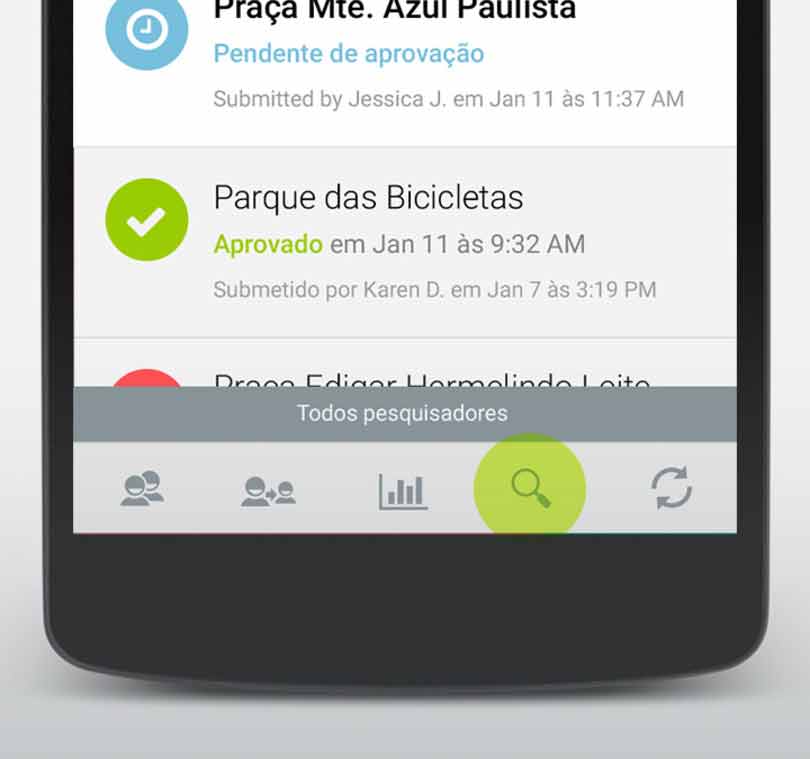 Praça Mte. Azul Paulista
Pendente de aprovação
Submitted by Jessica J. em Jan 11 às 11:37 AM
Parque das Bicicletas
Aprovado em Jan 11 às 9:32 AM
Submetido por Karen D. em Jan 7 às 3:19 PM
Praça Edigar Hermelindo Leite
Todos pesquisadores